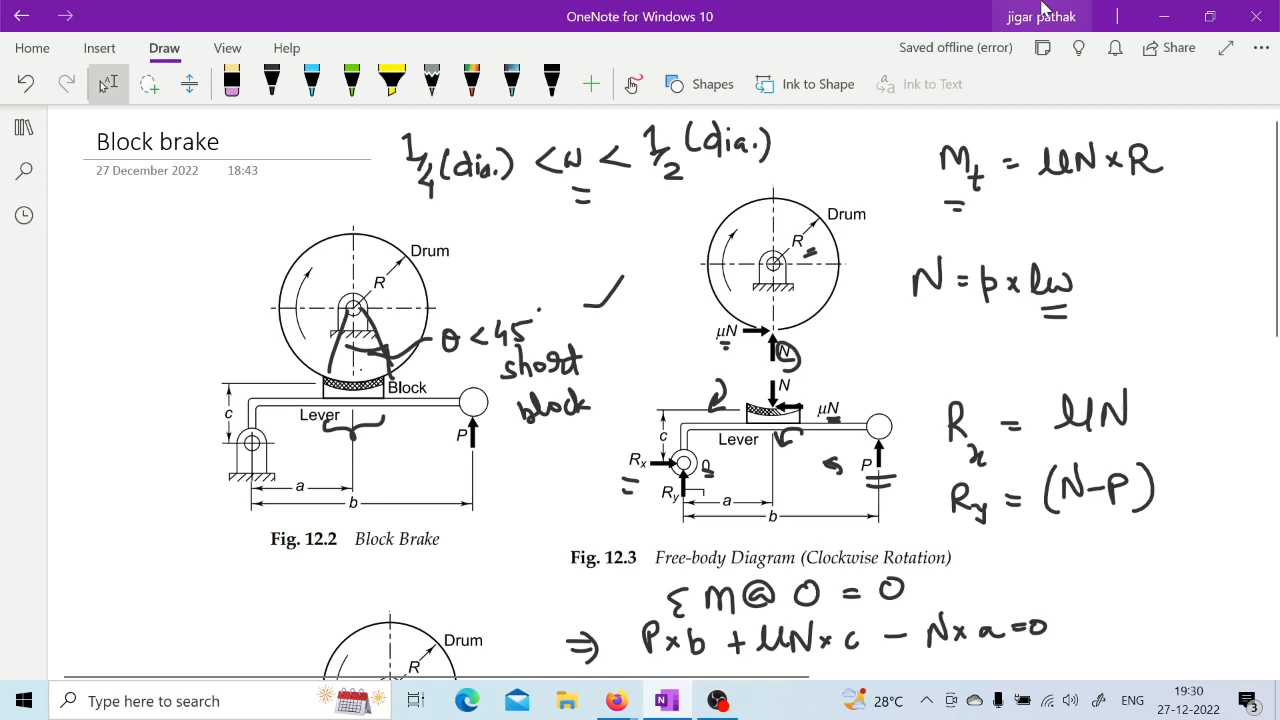 OneNote for Windows 10
jigar pathak
Home Insert Draw View Help
Saved offline (error)
Share
Shapes
Ink to Shape
Ink to Text
Block brake
27 December 2022 18:43
1/4 (dia.) < w < 1/2 (dia.)
Mt = μN × R
Drum
R
θ < 45°
short
block
Block
Lever
c
P
a
b
Fig. 12.2 Block Brake
Drum
R
μN
N
N
μN
c
Lever
Rx
O
P
Ry
a
b
Fig. 12.3 Free-body Diagram (Clockwise Rotation)
N = p × lw
Rx = μN
Ry = (N-P)
Σ M @ O = 0
⇒ P×b + μN×c - N×a=0
Drum
R
Type here to search
28°C
ENG
19:30
27-12-2022
3